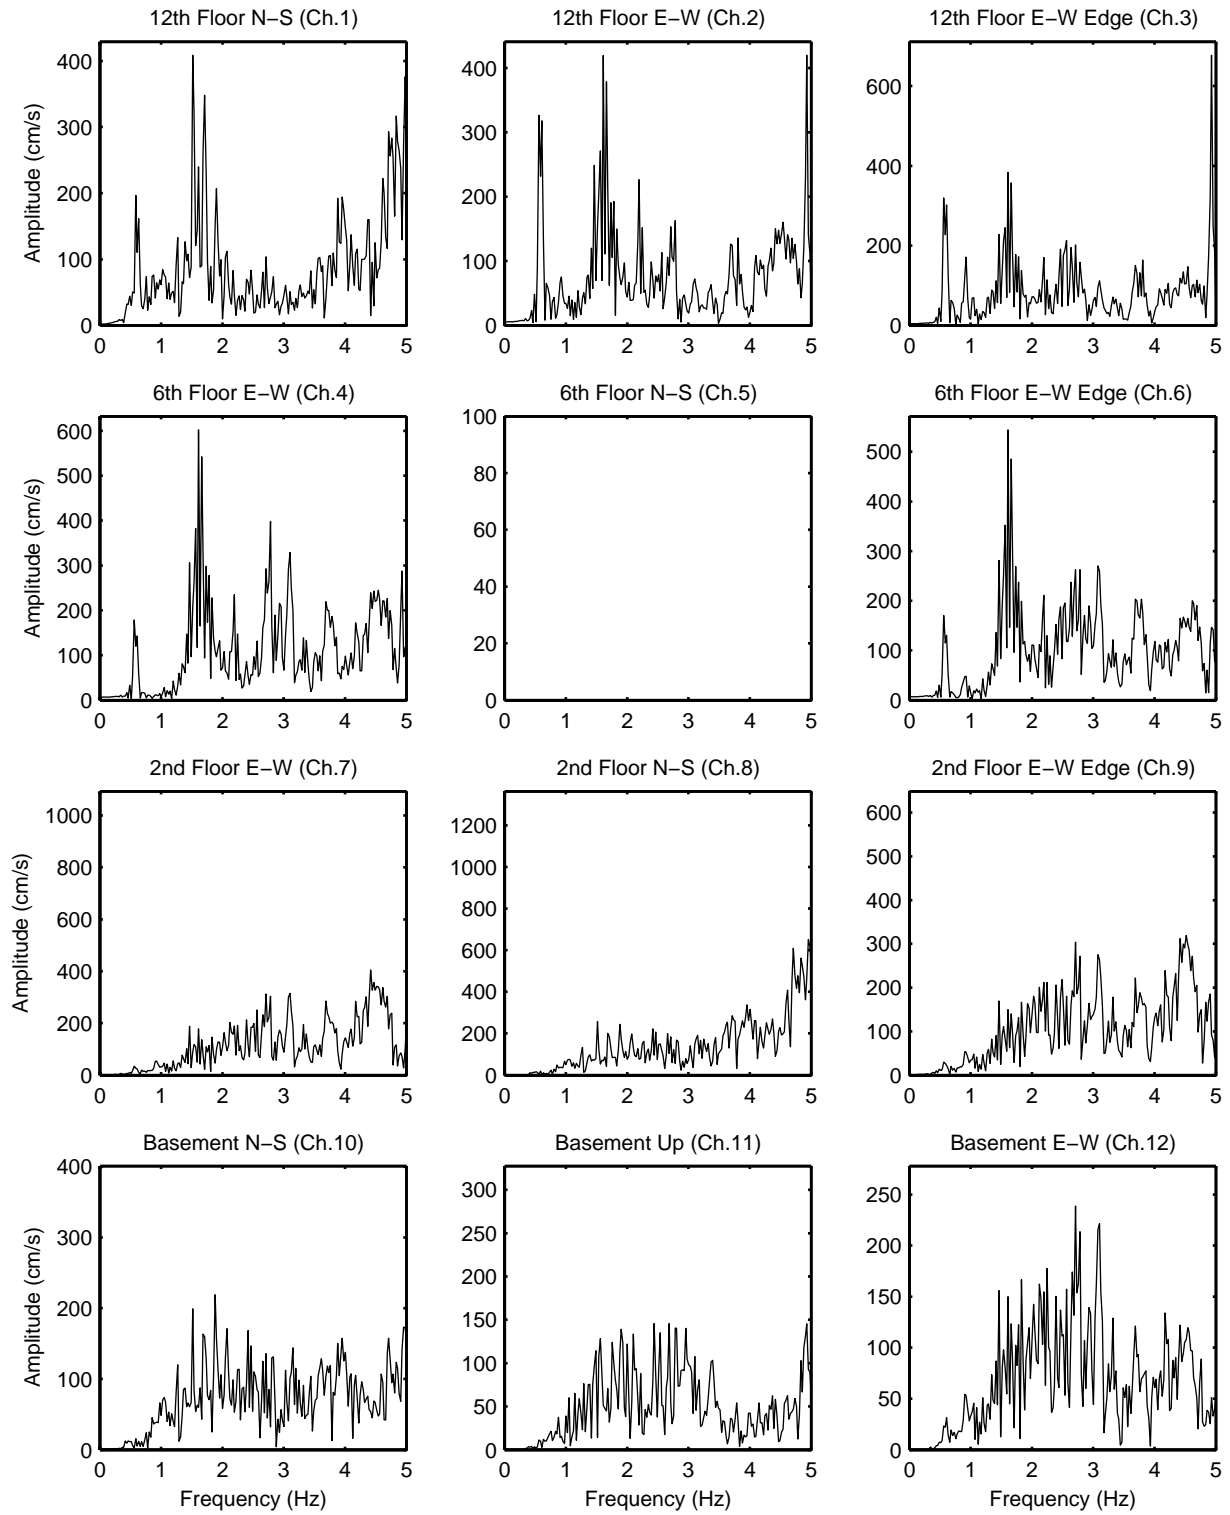 12th Floor N−S (Ch.1) 12th Floor E−W (Ch.2) 12th Floor E−W Edge (Ch.3)
400 400 600
300 300 400
200 200 200
100 100 0
0 0
Amplitude (cm/s)
0 1 2 3 4 5 0 1 2 3 4 5 0 1 2 3 4 5
6th Floor E−W (Ch.4) 6th Floor N−S (Ch.5) 6th Floor E−W Edge (Ch.6)
600 100 500
500 80 400
400 60 300
300 40 200
200 20 100
100 0 0
0
Amplitude (cm/s)
0 1 2 3 4 5 0 1 2 3 4 5 0 1 2 3 4 5
2nd Floor E−W (Ch.7) 2nd Floor N−S (Ch.8) 2nd Floor E−W Edge (Ch.9)
1000 1200 600
800 1000 500
600 800 400
400 600 300
200 400 200
0 200 100
0 0
Amplitude (cm/s)
0 1 2 3 4 5 0 1 2 3 4 5 0 1 2 3 4 5
Basement N−S (Ch.10) Basement Up (Ch.11) Basement E−W (Ch.12)
400 300 250
300 250 200
200 200 150
100 150 100
0 100 50
50 0
0
Amplitude (cm/s)
0 1 2 3 4 5 0 1 2 3 4 5 0 1 2 3 4 5
Frequency (Hz) Frequency (Hz) Frequency (Hz)